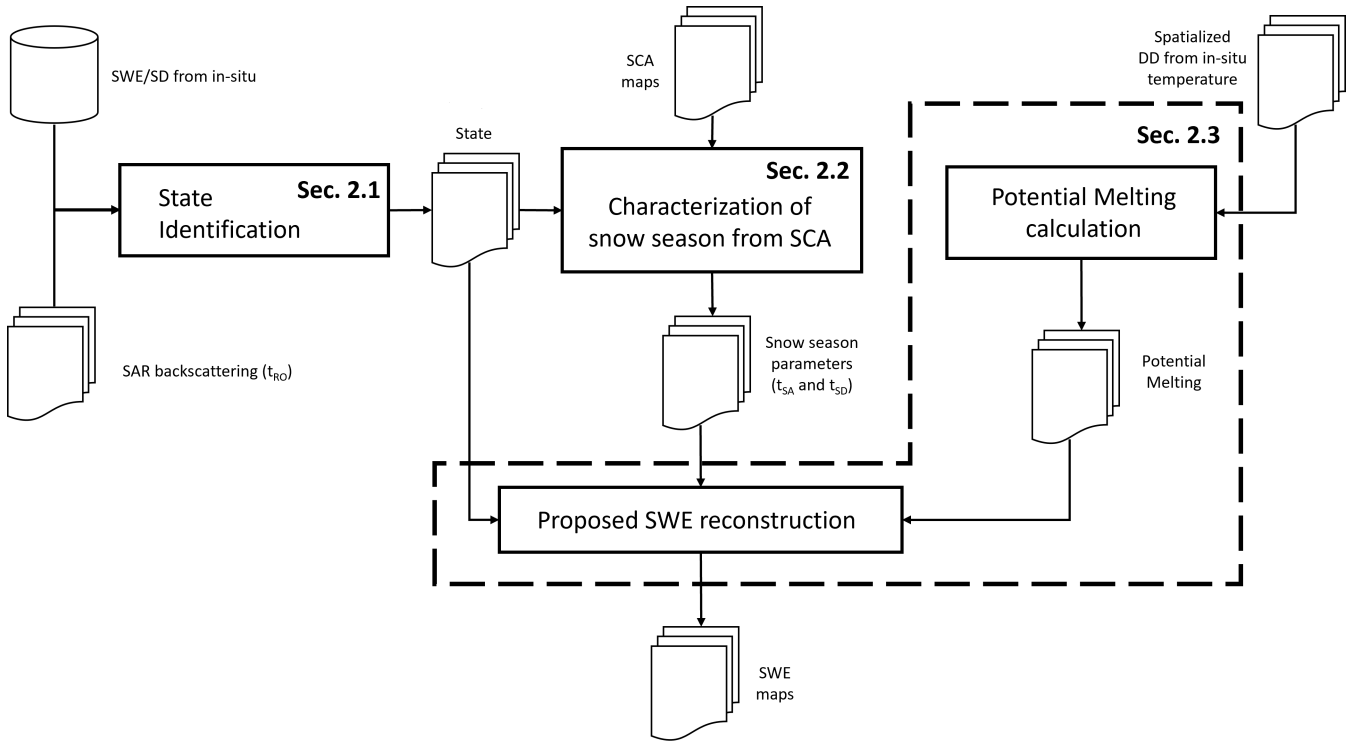 SWE/SD from in-situ
SCA
maps
Spatialized
DD from in-situ
temperature
State
Sec. 2.1
State
Identification
Sec. 2.2
Characterization of
snow season from SCA
Sec. 2.3
Potential Melting
calculation
SAR backscattering (tRO)
Snow season
parameters
(tSA and tSD)
Potential
Melting
Proposed SWE reconstruction
SWE
maps